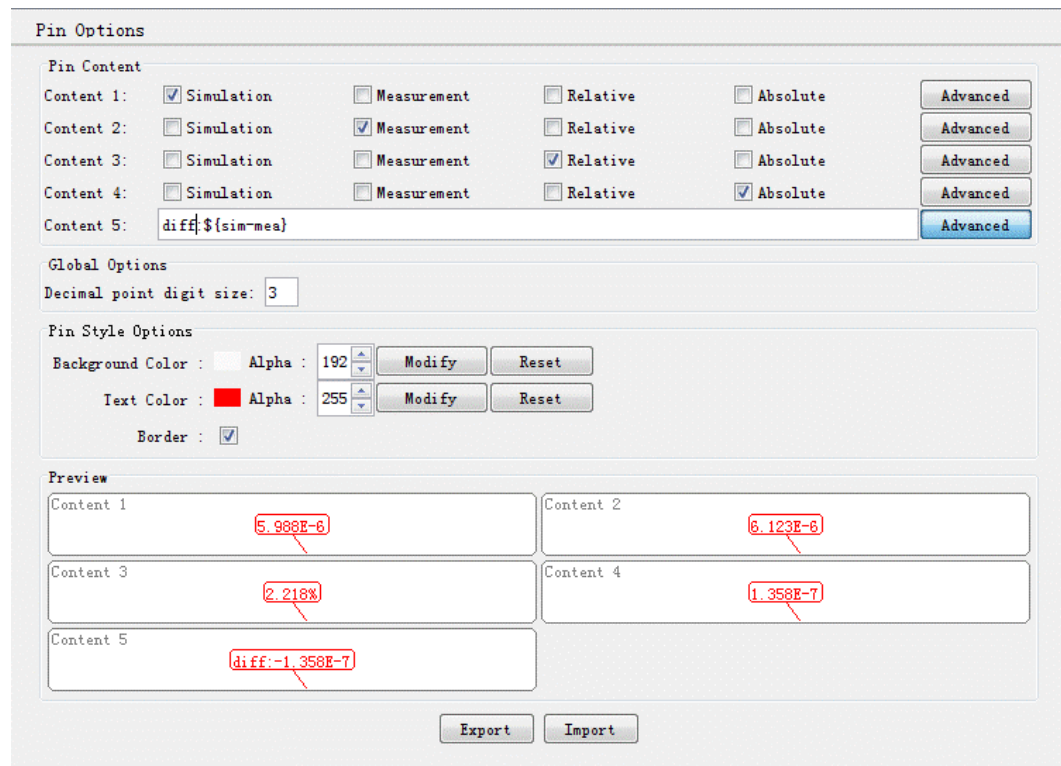 Pin Options
Pin Content
Content 1: Simulation Measurement Relative Absolute Advanced
Content 2: Simulation Measurement Relative Absolute Advanced
Content 3: Simulation Measurement Relative Absolute Advanced
Content 4: Simulation Measurement Relative Absolute Advanced
Content 5: diff:${sim-mea} Advanced
Global Options
Decimal point digit size: 3
Pin Style Options
Background Color : Alpha : 192 Modify Reset
Text Color : Alpha : 255 Modify Reset
Border :
Preview
Content 1 Content 2
5.988E-6 6.123E-6
Content 3 Content 4
2.218% 1.358E-7
Content 5
diff:-1.358E-7
Export Import